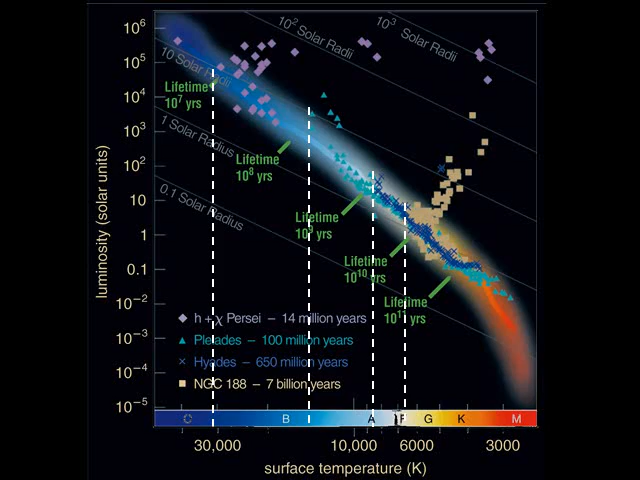 10² Solar Radii
10³ Solar Radii
10⁶
10⁵
10 Solar Radii
10⁴
Lifetime
10⁷ yrs
10³
1 Solar Radius
10²
Lifetime
10⁸ yrs
10
0.1 Solar Radius
1
Lifetime
10⁹ yrs
0.1
Lifetime
10¹⁰ yrs
10⁻²
Lifetime
10¹¹ yrs
luminosity (solar units)
h + χ Persei – 14 million years
10⁻³
Pleiades – 100 million years
Hyades – 650 million years
10⁻⁴
NGC 188 – 7 billion years
10⁻⁵
O B A F G K M
30,000 10,000 6000 3000
surface temperature (K)